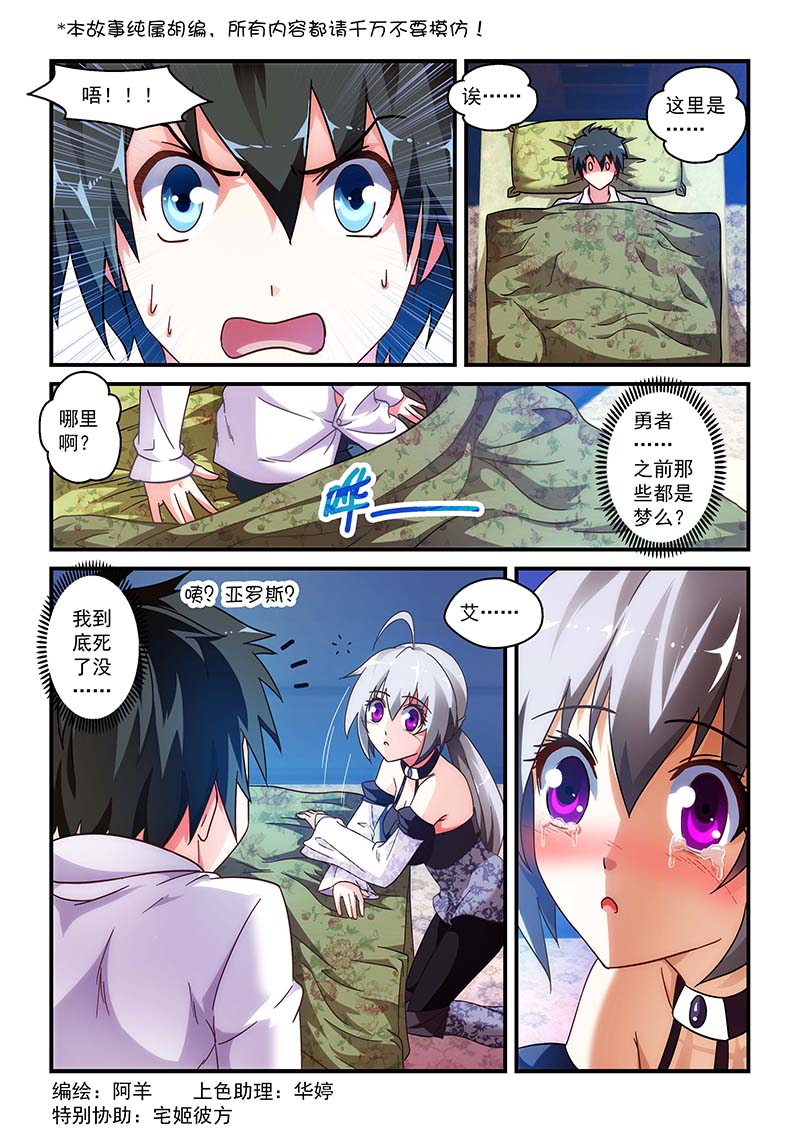 *本故事纯属胡编，所有内容都请千万不要模仿！
唔！！！
诶……
这里是
……
哪里
啊？
哗——
勇者
……
之前那
些都是
梦么？
我到
底死
了没
……
咦？亚罗斯？
艾……
编绘：阿羊　　上色助理：华婷
特别协助：宅姬彼方